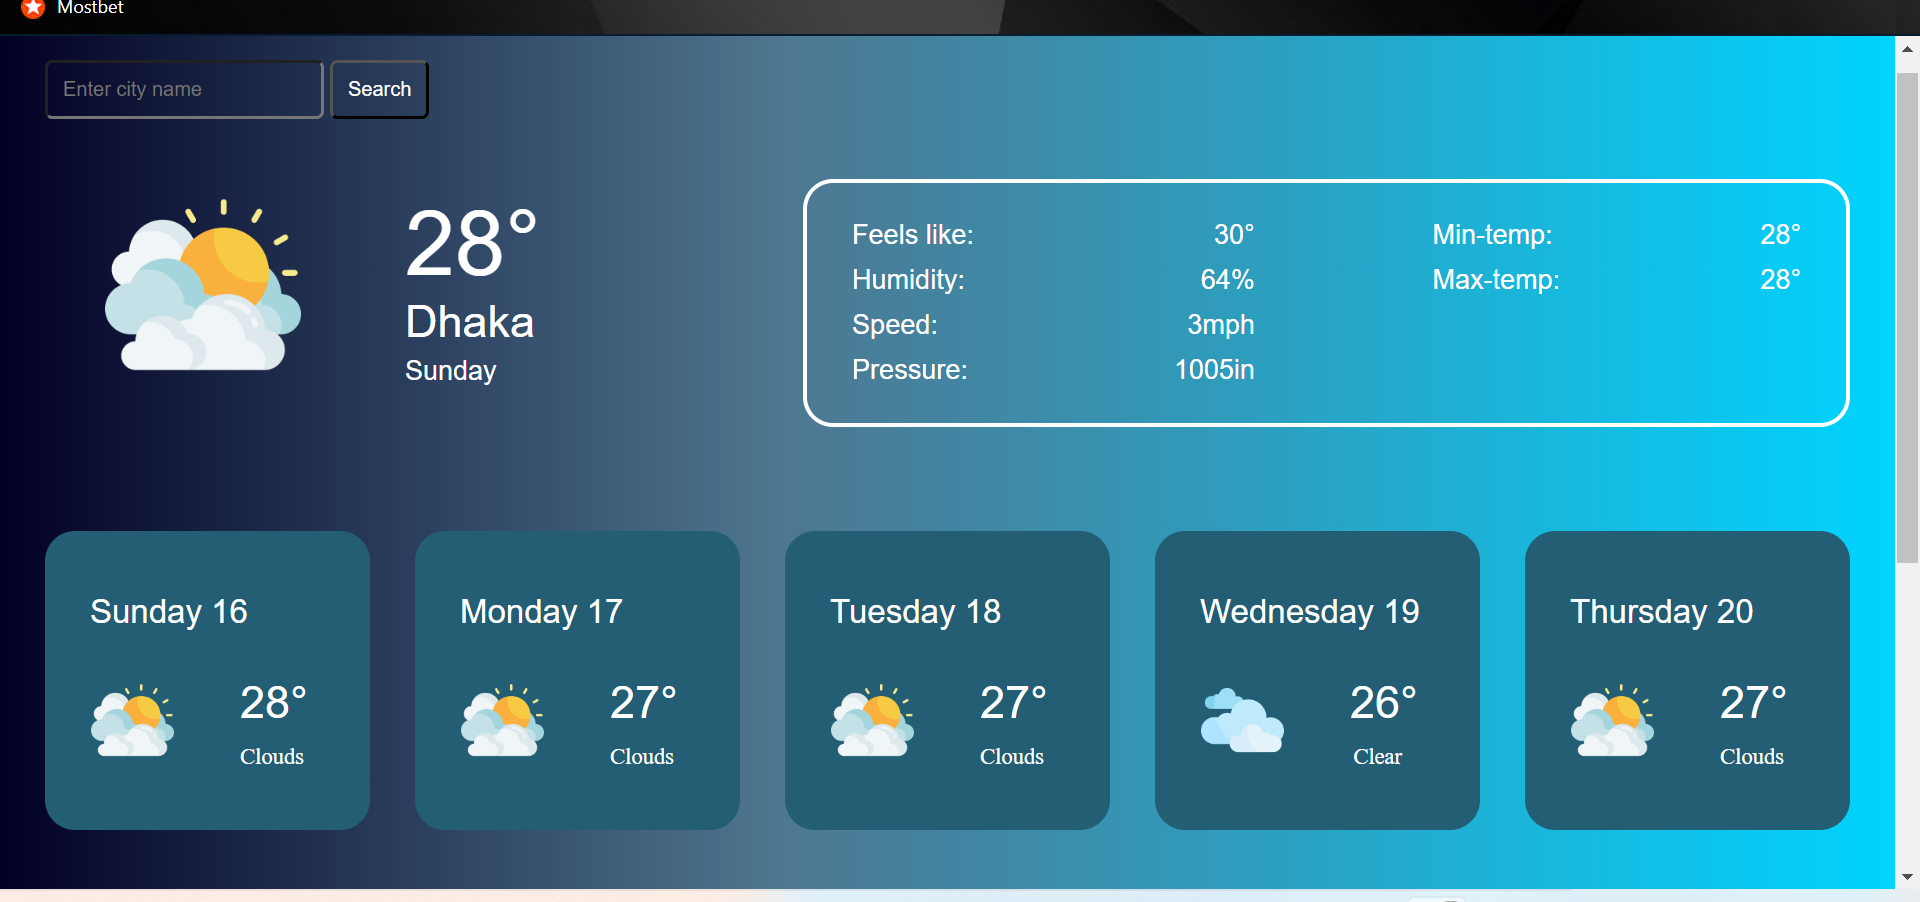 Mostbet
Enter city name
Search
28°
Dhaka
Sunday
Feels like: 30°
Humidity: 64%
Speed: 3mph
Pressure: 1005in
Min-temp: 28°
Max-temp: 28°
Sunday 16
28°
Clouds
Monday 17
27°
Clouds
Tuesday 18
27°
Clouds
Wednesday 19
26°
Clear
Thursday 20
27°
Clouds